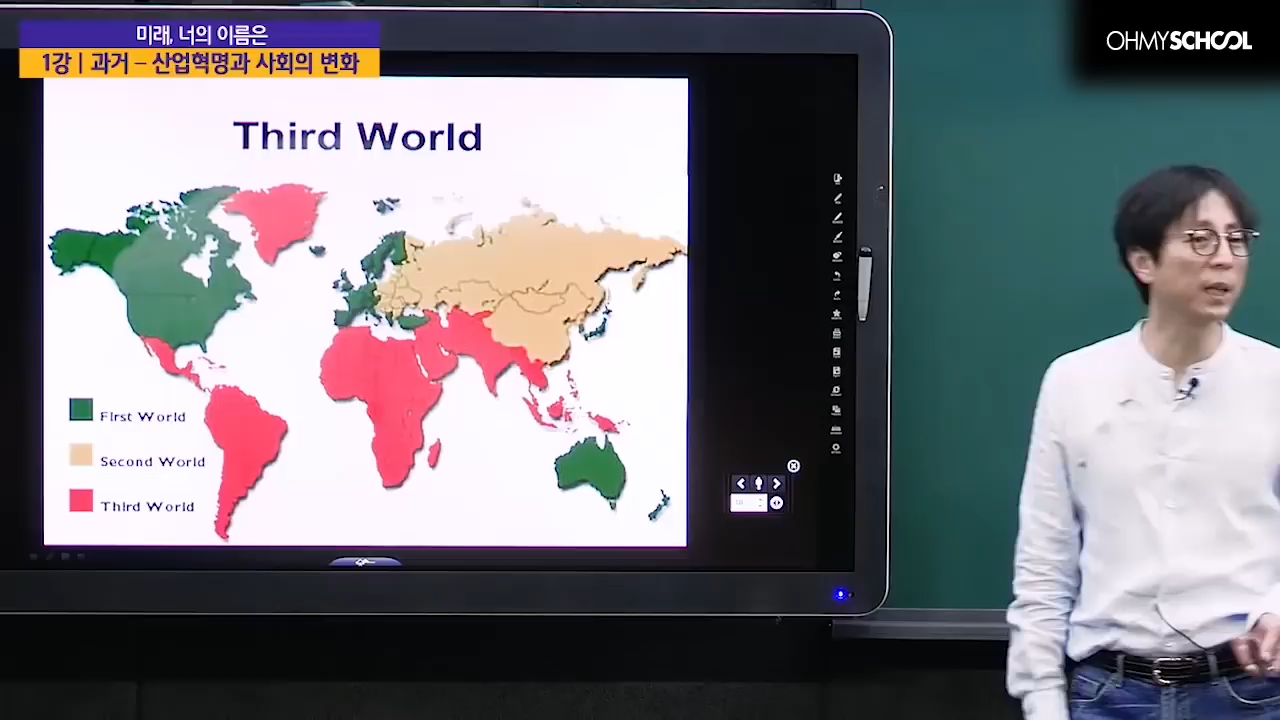 미래, 너의 이름은
1강 | 과거 – 산업혁명과 사회의 변화
OHMYSCHOOL
Third World
First World
Second World
Third World